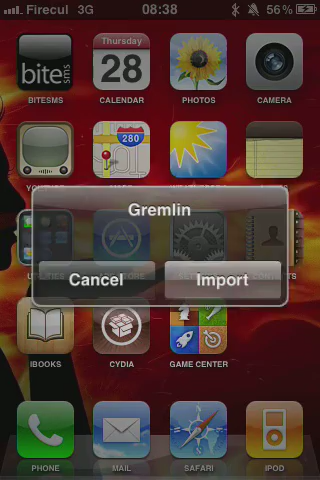 Firecul 3G 08:38 56%
bite sms
Thursday
28
280
BITESMS CALENDAR PHOTOS CAMERA
Gremlin
Cancel Import
IBOOKS CYDIA GAME CENTER
PHONE MAIL SAFARI IPOD